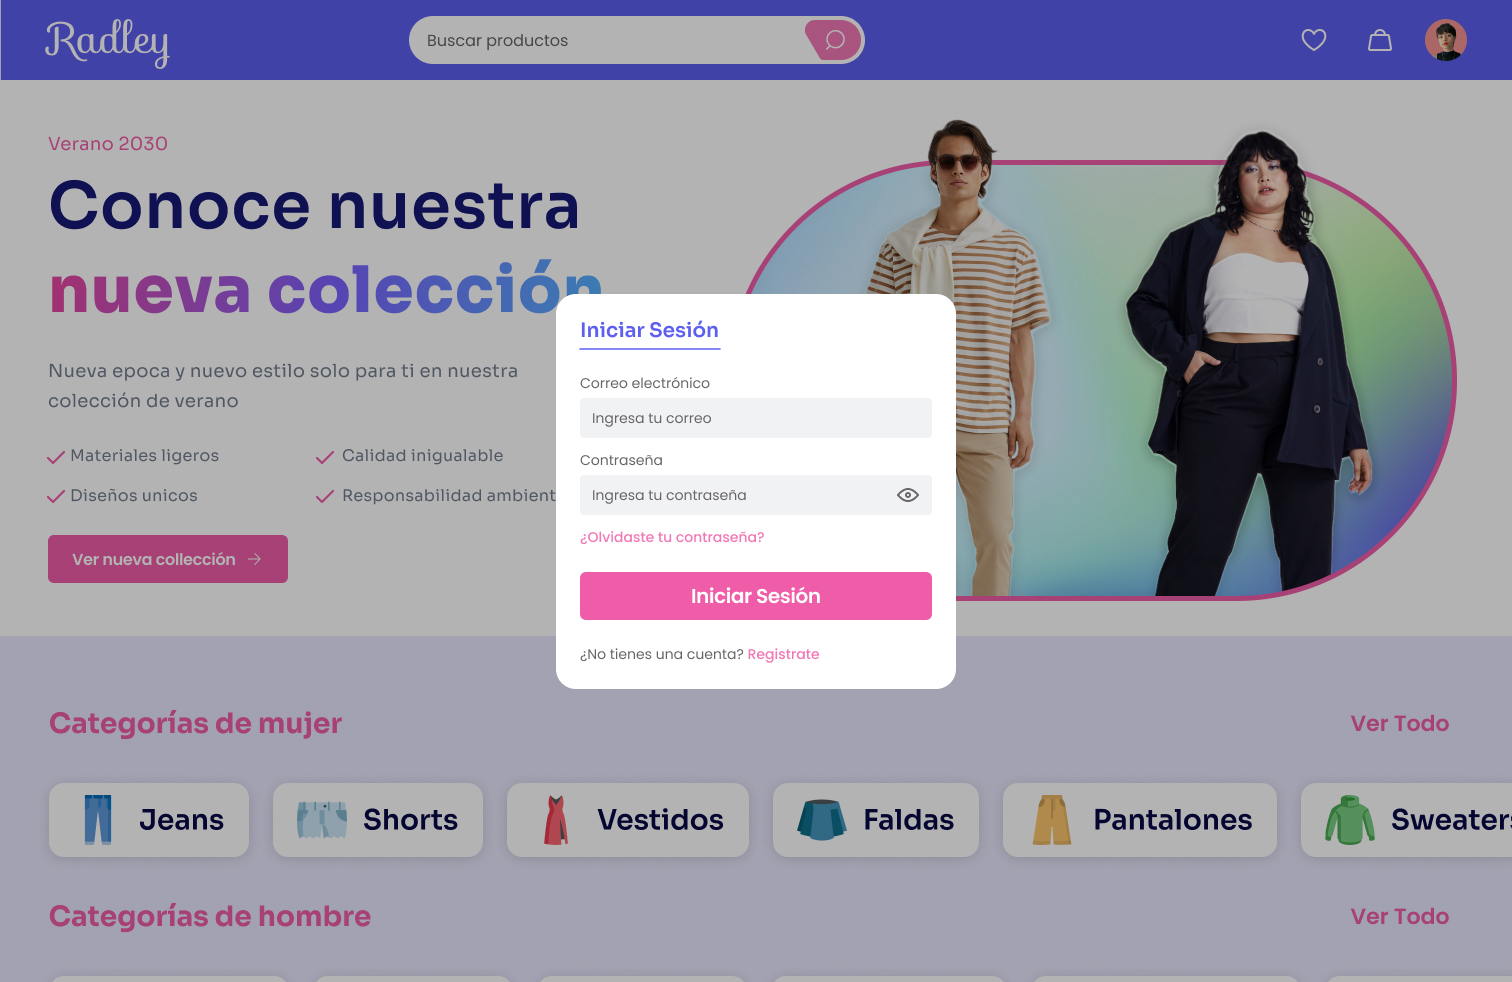 Radley
Buscar productos
Verano 2030
Conoce nuestra
nueva colección
Nueva epoca y nuevo estilo solo para ti en nuestra
colección de verano
Materiales ligeros
Calidad inigualable
Diseños unicos
Responsabilidad ambient
Ver nueva collección
Iniciar Sesión
Correo electrónico
Ingresa tu correo
Contraseña
Ingresa tu contraseña
¿Olvidaste tu contraseña?
Iniciar Sesión
¿No tienes una cuenta? Registrate
Categorías de mujer
Ver Todo
Jeans
Shorts
Vestidos
Faldas
Pantalones
Sweaters
Categorías de hombre
Ver Todo